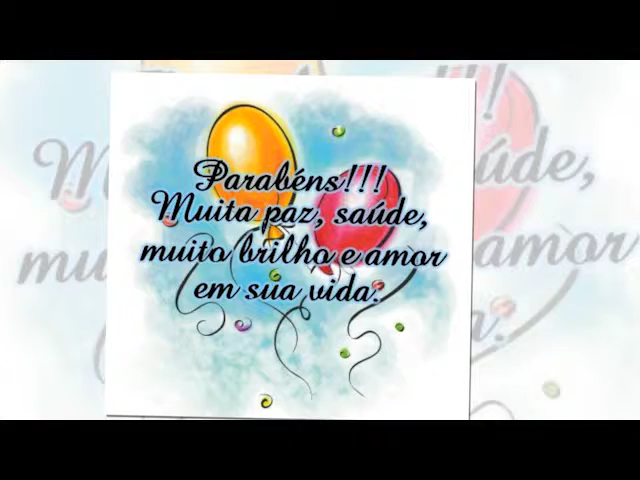 Parabéns!!!
Muita paz, saúde,
muito brilho e amor
em sua vida.